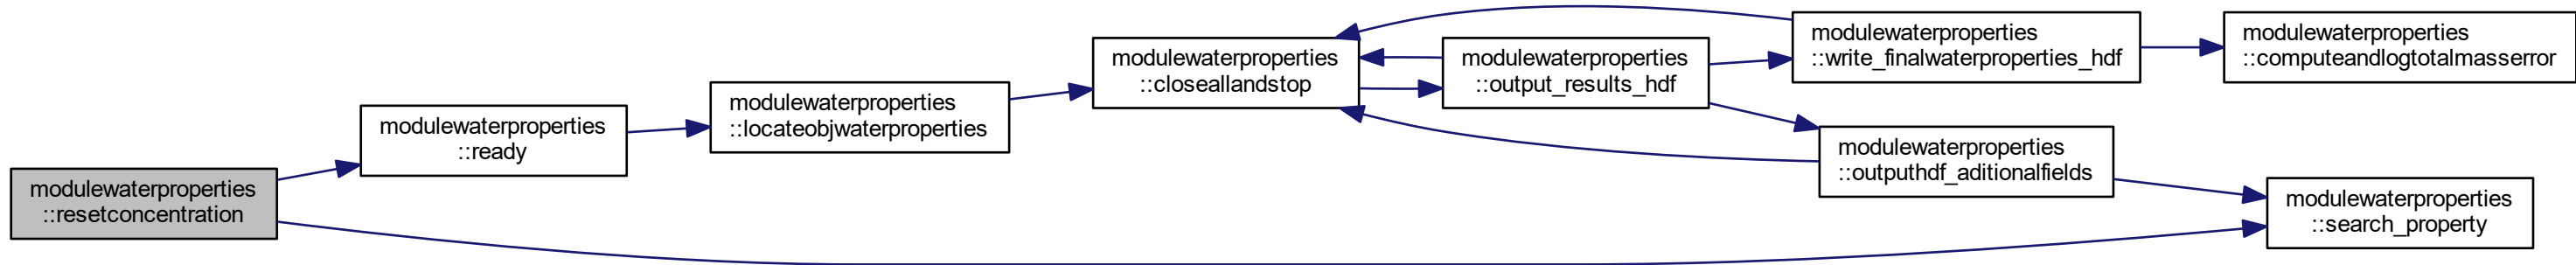 modulewaterproperties
::resetconcentration
modulewaterproperties
::ready
modulewaterproperties
::locateobjwaterproperties
modulewaterproperties
::closeallandstop
modulewaterproperties
::output_results_hdf
modulewaterproperties
::write_finalwaterproperties_hdf
modulewaterproperties
::computeandlogtotalmasserror
modulewaterproperties
::outputhdf_aditionalfields
modulewaterproperties
::search_property